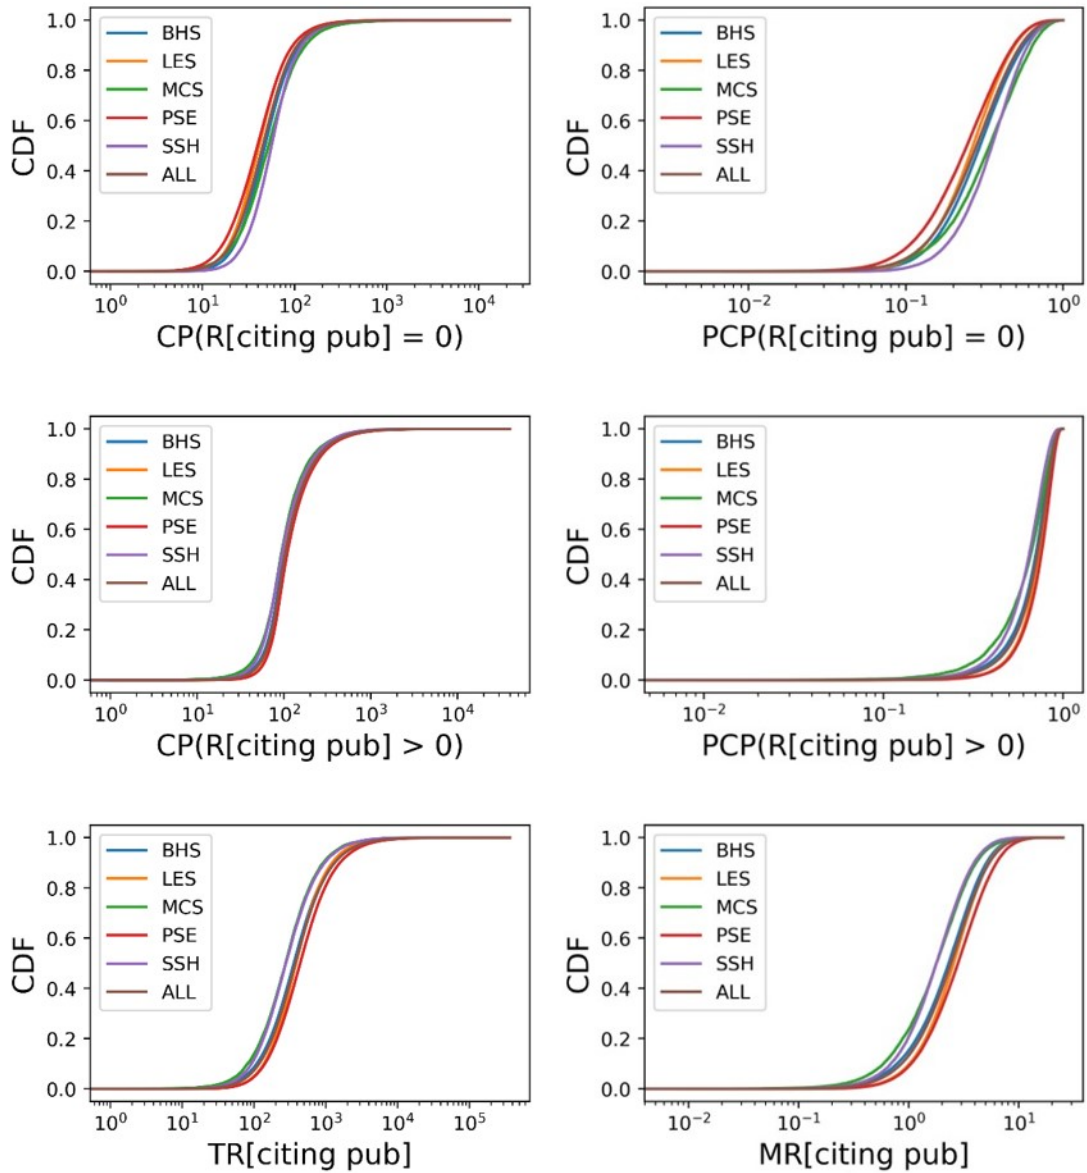 CDF
1.0
0.8
0.6
0.4
0.2
0.0
BHS
LES
MCS
PSE
SSH
ALL
10⁰
10¹
10²
10³
10⁴
CP(R[citing pub] = 0)
CDF
1.0
0.8
0.6
0.4
0.2
0.0
BHS
LES
MCS
PSE
SSH
ALL
10⁻²
10⁻¹
10⁰
PCP(R[citing pub] = 0)
CDF
1.0
0.8
0.6
0.4
0.2
0.0
BHS
LES
MCS
PSE
SSH
ALL
10⁰
10¹
10²
10³
10⁴
CP(R[citing pub] > 0)
CDF
1.0
0.8
0.6
0.4
0.2
0.0
BHS
LES
MCS
PSE
SSH
ALL
10⁻²
10⁻¹
10⁰
PCP(R[citing pub] > 0)
CDF
1.0
0.8
0.6
0.4
0.2
0.0
BHS
LES
MCS
PSE
SSH
ALL
10⁰
10¹
10²
10³
10⁴
10⁵
TR[citing pub]
CDF
1.0
0.8
0.6
0.4
0.2
0.0
BHS
LES
MCS
PSE
SSH
ALL
10⁻²
10⁻¹
10⁰
10¹
MR[citing pub]